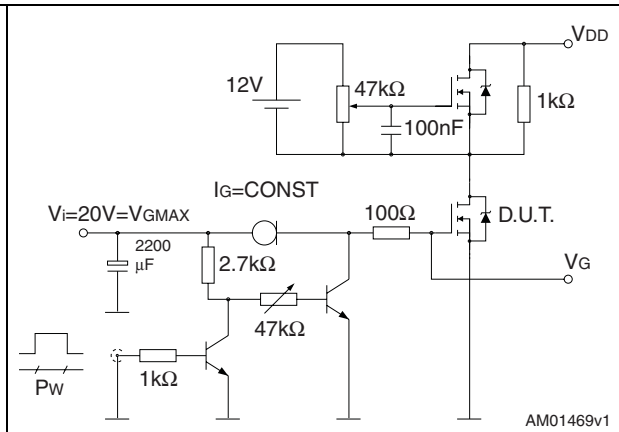 VDD
12V
47kΩ
1kΩ
100nF
IG=CONST
Vi=20V=VGMAX
100Ω
D.U.T.
2200
μF
2.7kΩ
VG
47kΩ
1kΩ
PW
AM01469v1